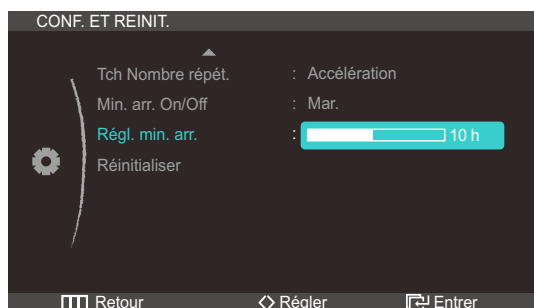 CONF. ET REINIT.
Tch Nombre répét. : Accélération
Min. arr. On/Off : Mar.
Régl. min. arr. : 10 h
Réinitialiser
Retour Régler Entrer